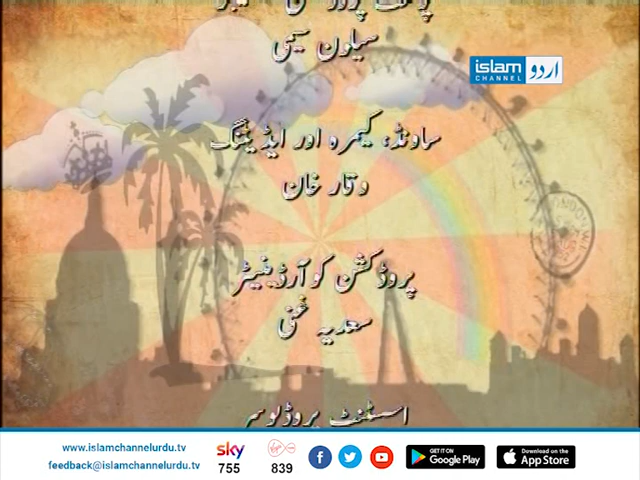 سیلون سیمی
islam
CHANNEL
اردو
ساونڈ، کیمرہ اور ایڈیٹنگ
وقار خان
پروڈکشن کوآرڈینیٹر
سعدیہ غنی
اسسٹنٹ پروڈیوسر
www.islamchannelurdu.tv
feedback@islamchannelurdu.tv
sky
755
839
GET IT ON
Google Play
Download on the
App Store